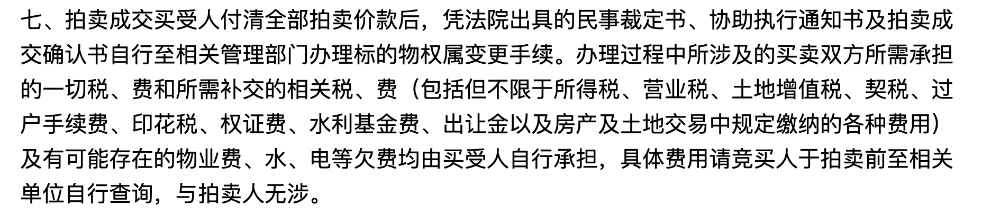 七、拍卖成交买受人付清全部拍卖价款后，凭法院出具的民事裁定书、协助执行通知书及拍卖成
交确认书自行至相关管理部门办理标的物权属变更手续。办理过程中所涉及的买卖双方所需承担
的一切税、费和所需补交的相关税、费（包括但不限于所得税、营业税、土地增值税、契税、过
户手续费、印花税、权证费、水利基金费、出让金以及房产及土地交易中规定缴纳的各种费用）
及有可能存在的物业费、水、电等欠费均由买受人自行承担，具体费用请竞买人于拍卖前至相关
单位自行查询，与拍卖人无涉。